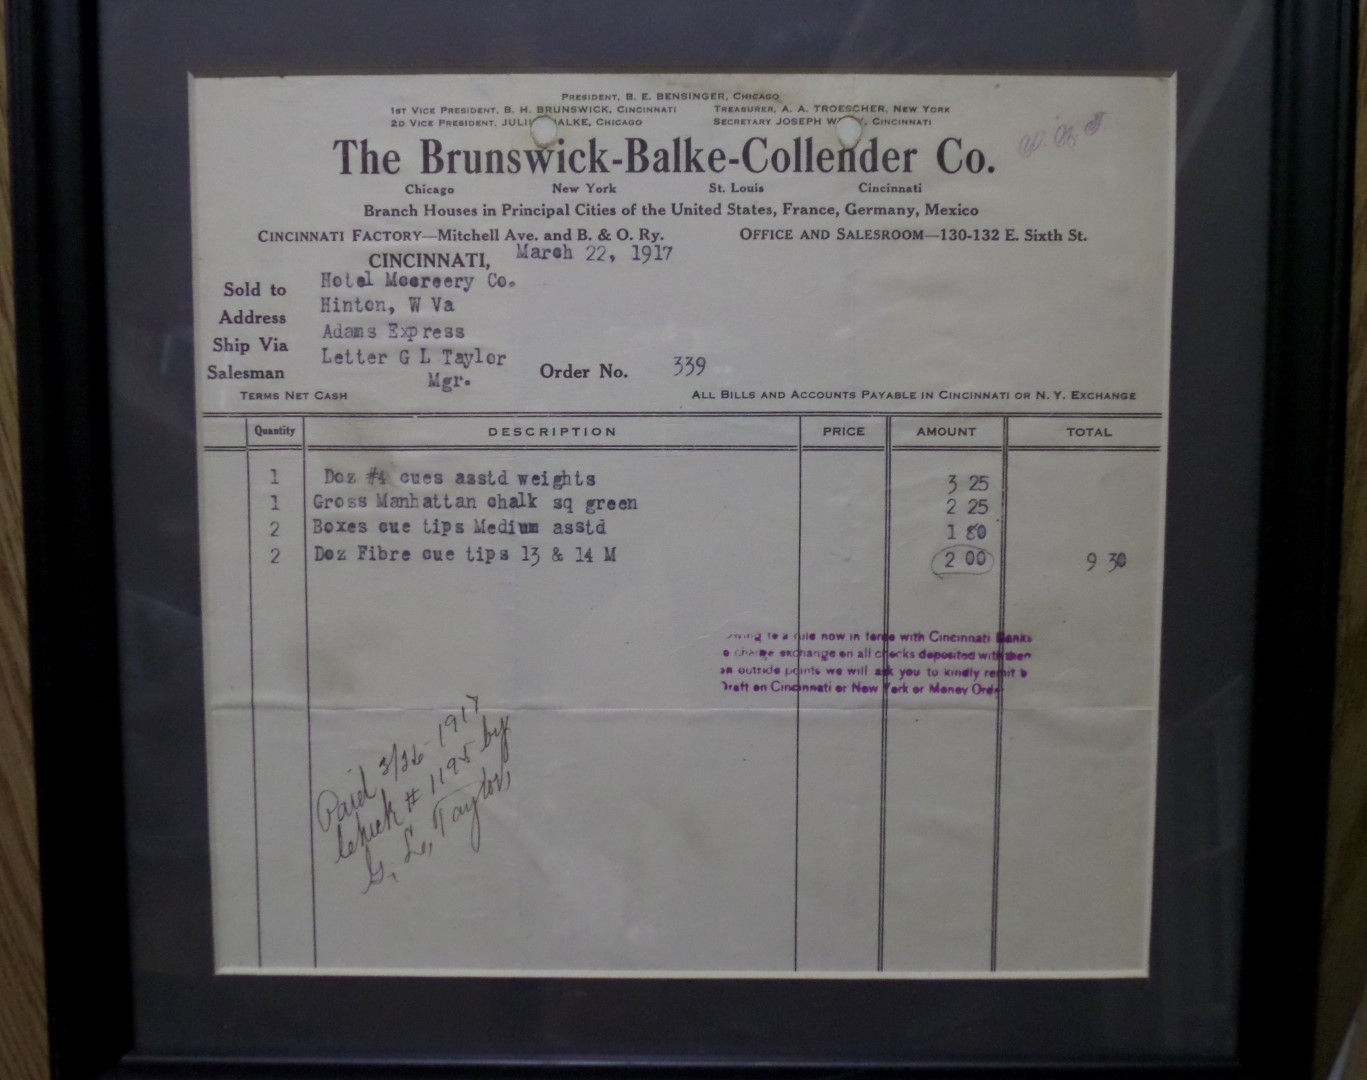 PRESIDENT, B. E. BENSINGER, CHICAGO
1ST VICE PRESIDENT, B. H. BRUNSWICK, CINCINNATI TREASURER, A. A. TROESCHER, NEW YORK
2D VICE PRESIDENT, JULI ALKE, CHICAGO SECRETARY JOSEPH W , CINCINNATI
The Brunswick-Balke-Collender Co.
Chicago New York St. Louis Cincinnati
Branch Houses in Principal Cities of the United States, France, Germany, Mexico
CINCINNATI FACTORY—Mitchell Ave. and B. & O. Ry. OFFICE AND SALESROOM—130-132 E. Sixth St.
CINCINNATI, March 22, 1917
Sold to Hotel Mccreery Co.
Address Hinton, W Va
Ship Via Adams Express
Salesman Letter G L Taylor
Mgr. Order No. 339
TERMS NET CASH ALL BILLS AND ACCOUNTS PAYABLE IN CINCINNATI OR N. Y. EXCHANGE
Quantity DESCRIPTION PRICE AMOUNT TOTAL
1 Doz #4 cues asstd weights 3 25
1 Gross Manhattan chalk sq green 2 25
2 Boxes cue tips Medium asstd 1 80
2 Doz Fibre cue tips 13 & 14 M 2 00 9 30
owing to a rule now in force with Cincinnati Banks
o charge exchange on all checks deposited with them
on outside points we will ask you to kindly remit b
Draft on Cincinnati or New York or Money Order
Paid 3/26-1917
Check # 1195 by
G. L. Taylor